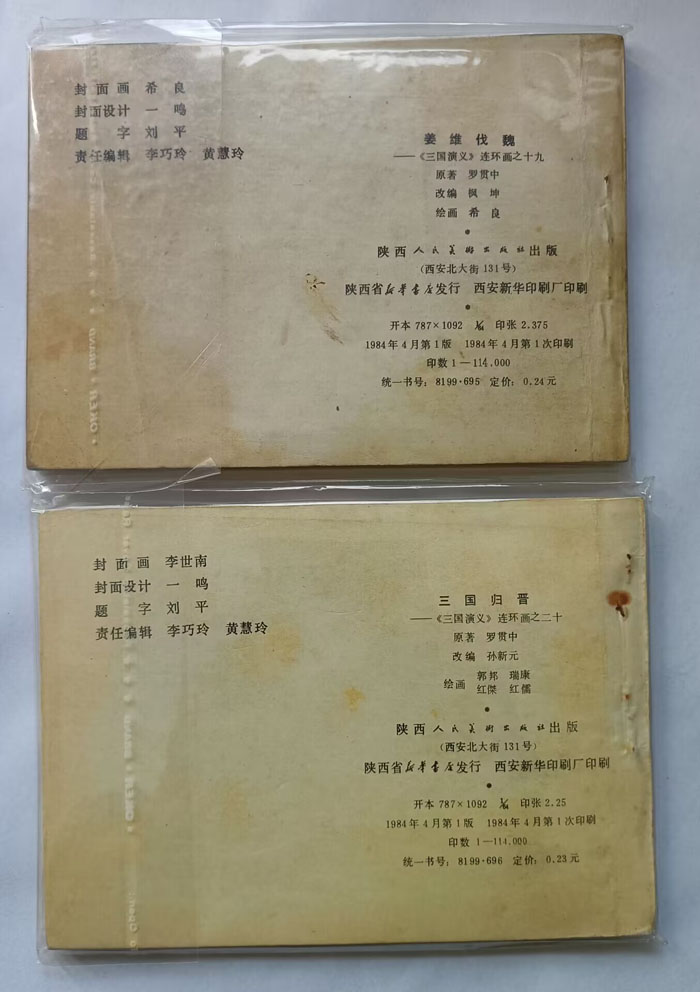 封面画 希良
封面设计 一鸣
题字 刘平
责任编辑 李巧玲 黄慧玲
姜维伐魏
——《三国演义》连环画之十九
原著 罗贯中
改编 枫坤
绘画 希良
陕西人民美术出版社出版
（西安北大街131号）
陕西省新华书店发行 西安新华印刷厂印刷
开本 787×1092 印张 2.375
1984年4月第1版 1984年4月第1次印刷
印数 1—114,000
统一书号：8199·695 定价：0.24元
封面画 李世南
封面设计 一鸣
题字 刘平
责任编辑 李巧玲 黄慧玲
三国归晋
——《三国演义》连环画之二十
原著 罗贯中
改编 孙新元
绘画 郭邦 瑞康
红傑 红儒
陕西人民美术出版社出版
（西安北大街131号）
陕西省新华书店发行 西安新华印刷厂印刷
开本 787×1092 印张 2.25
1984年4月第1版 1984年4月第1次印刷
印数 1—114,000
统一书号：8199·696 定价：0.23元